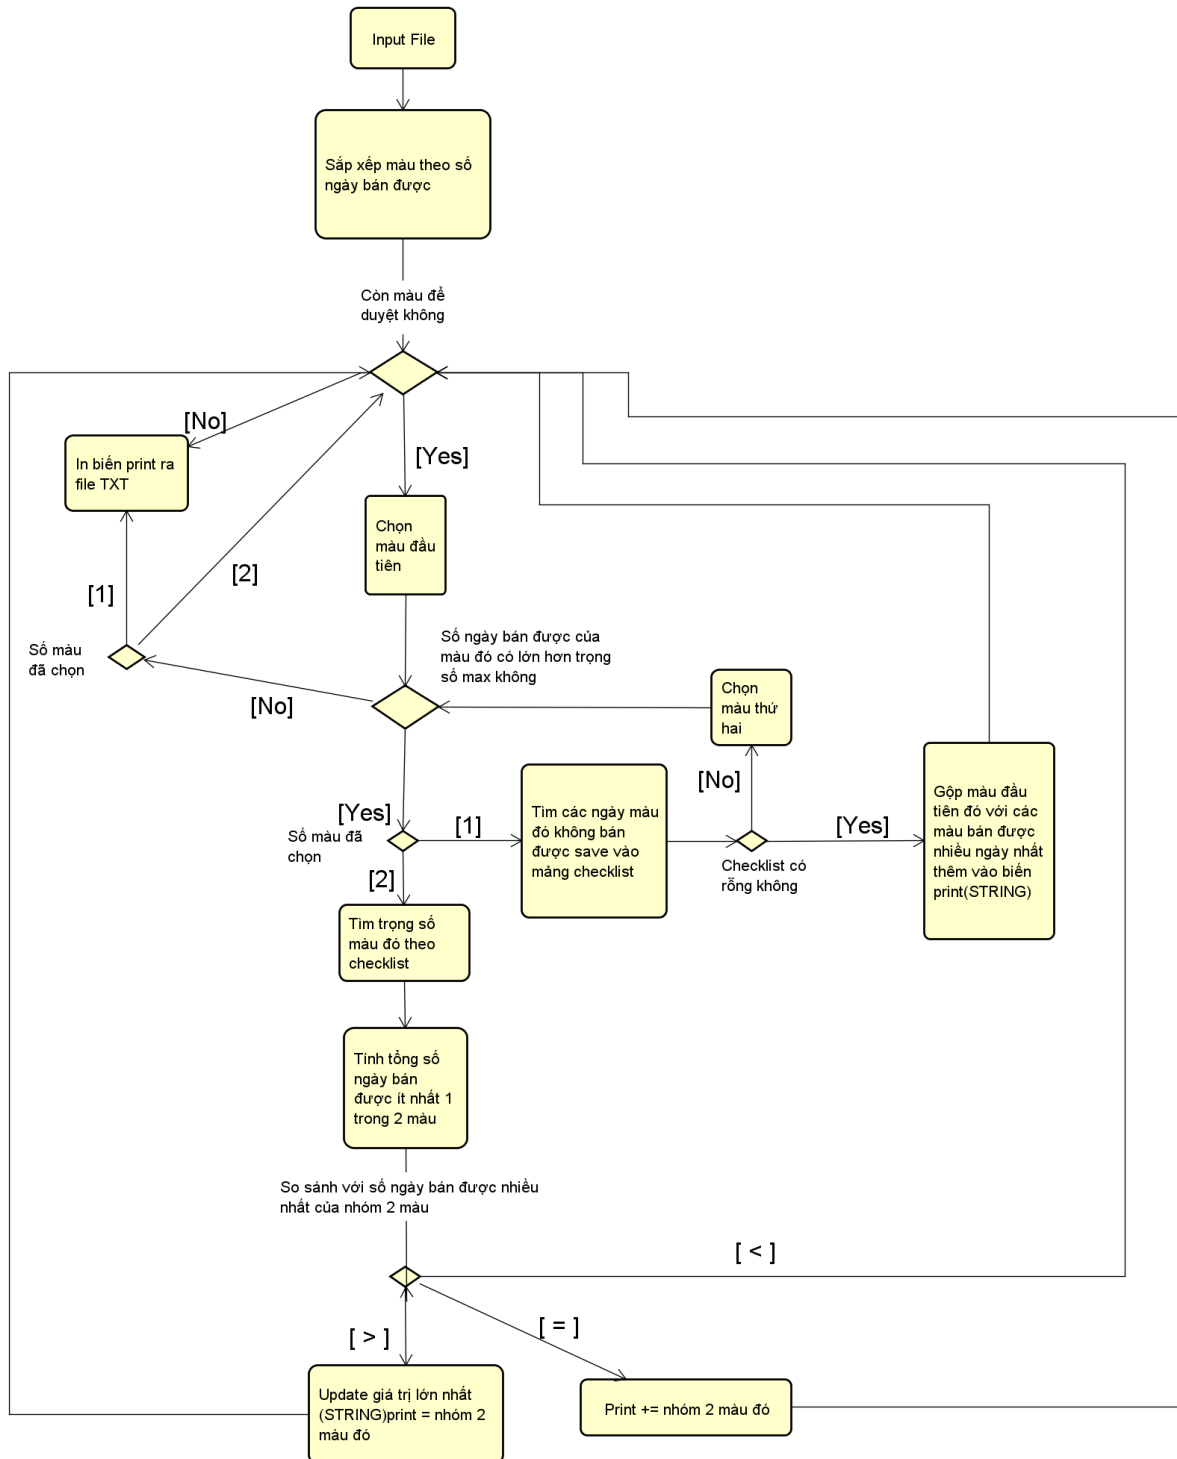 Input File
Sắp xếp màu theo số
ngày bán được
Còn màu để
duyệt không
[No]
[Yes]
In biến print ra
file TXT
Chọn
màu đầu
tiên
[2]
[1]
Số màu
đã chọn
Số ngày bán được của
màu đó có lớn hơn trọng
số max không
[No]
Chọn
màu thứ
hai
[No]
[Yes]
Số màu đã
chọn
[1]
Tìm các ngày màu
đó không bán
được save vào
mảng checklist
[Yes]
Checklist có
rỗng không
Gộp màu đầu
tiên đó với các
màu bán được
nhiều ngày nhất
thêm vào biến
print(STRING)
[2]
Tìm trọng số
màu đó theo
checklist
Tính tổng số
ngày bán
được ít nhất 1
trong 2 màu
So sánh với số ngày bán được nhiều
nhất của nhóm 2 màu
[ < ]
[ = ]
[ > ]
Update giá trị lớn nhất
(STRING)print = nhóm 2
màu đó
Print += nhóm 2 màu đó